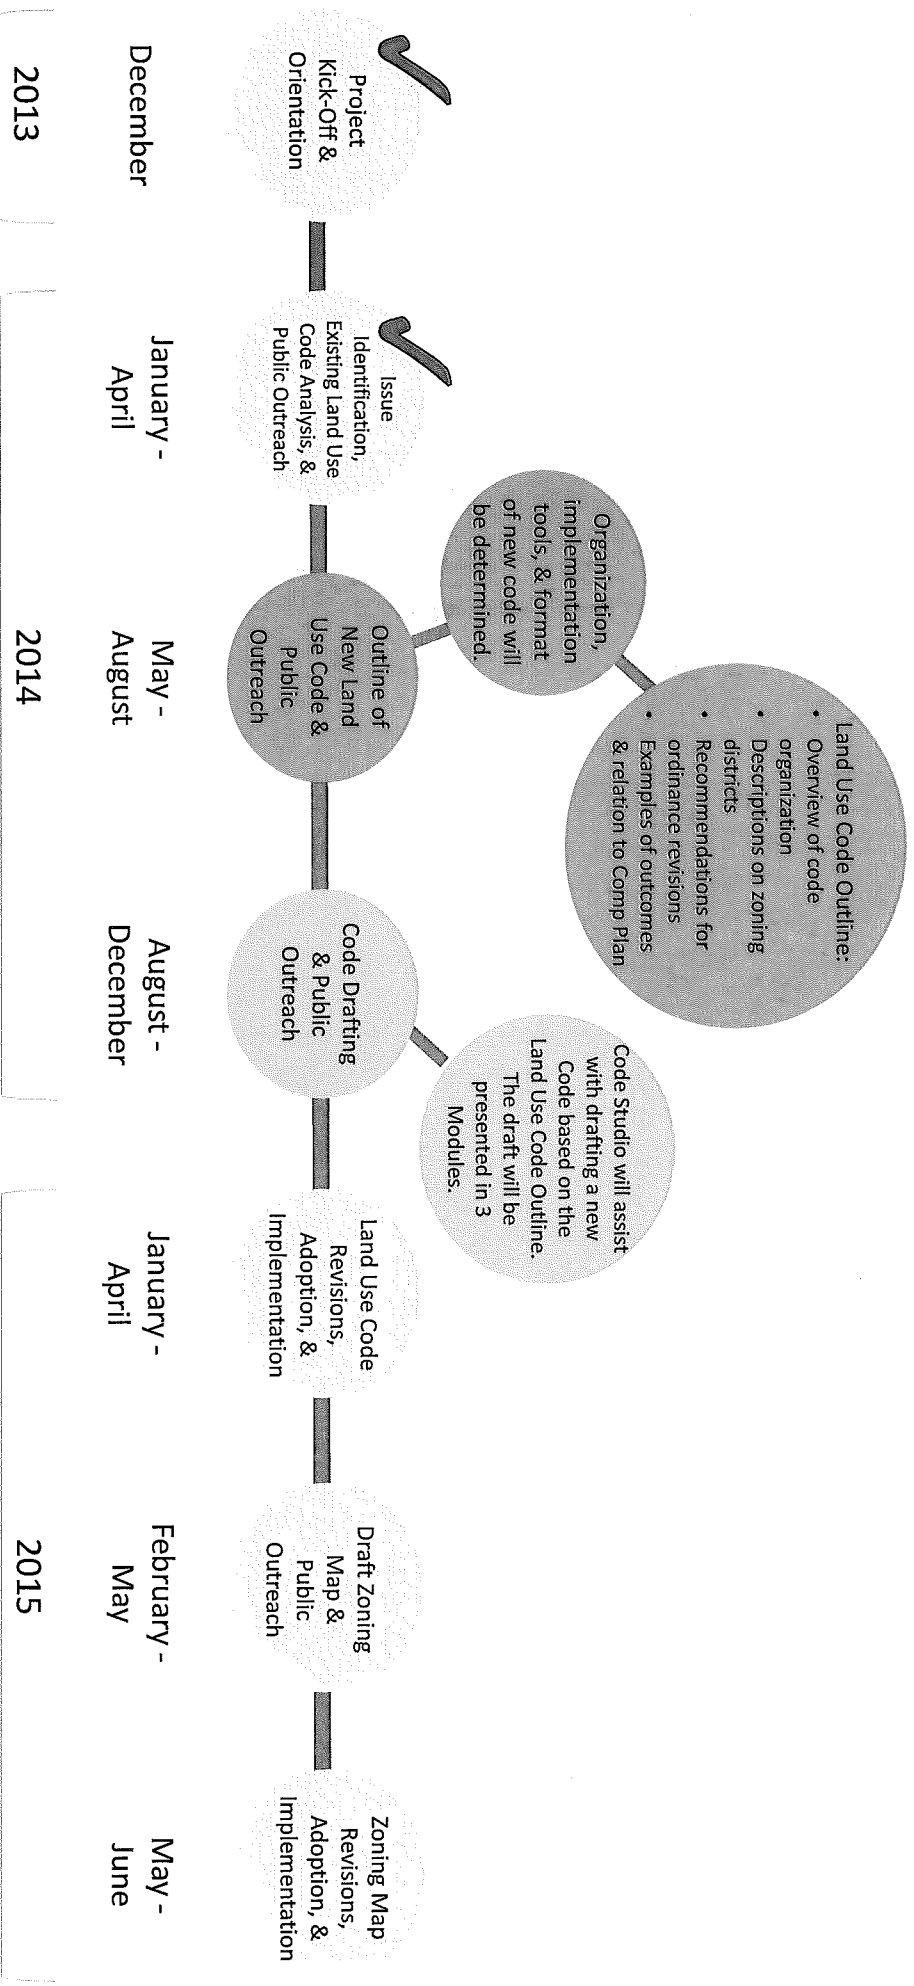 Land Use Code Outline:
• Overview of code
organization
• Descriptions on zoning
districts
• Recommendations for
ordinance revisions
• Examples of outcomes
& relation to Comp Plan
Organization,
implementation
tools, & format
of new code will
be determined.
Code Studio will assist
with drafting a new
Code based on the
Land Use Code Outline.
The draft will be
presented in 3
Modules.
Project
Kick-Off &
Orientation
Issue
Identification,
Existing Land Use
Code Analysis, &
Public Outreach
Outline of
New Land
Use Code &
Public
Outreach
Code Drafting
& Public
Outreach
Land Use Code
Revisions,
Adoption, &
Implementation
Draft Zoning
Map &
Public
Outreach
Zoning Map
Revisions,
Adoption, &
Implementation
December
January -
April
May -
August
August -
December
January -
April
February -
May
May -
June
2013
2014
2015